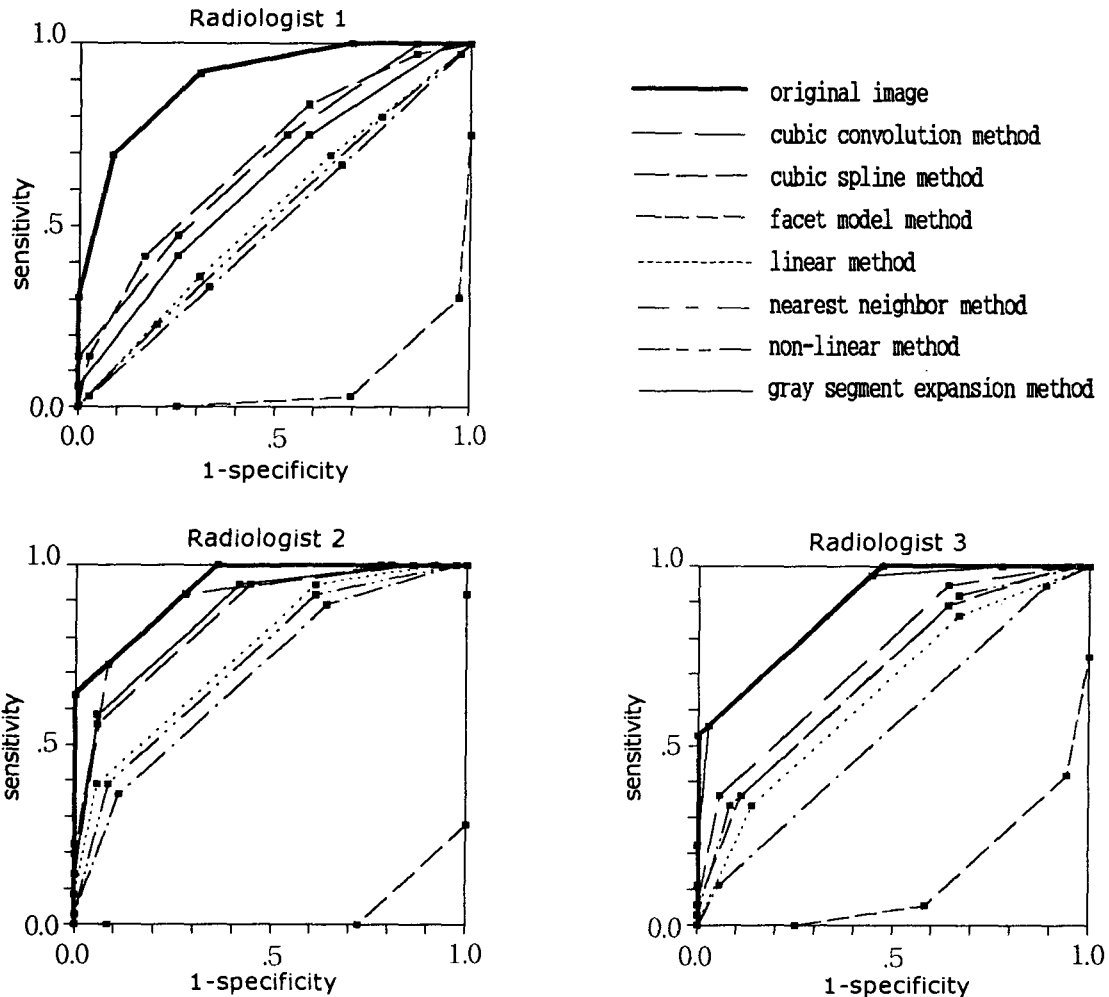 Radiologist 1
1.0
.5
0.0
sensitivity
0.0 .5 1.0
1-specificity
original image
cubic convolution method
cubic spline method
facet model method
linear method
nearest neighbor method
non-linear method
gray segment expansion method
Radiologist 2
1.0
.5
0.0
sensitivity
0.0 .5 1.0
1-specificity
Radiologist 3
1.0
.5
0.0
sensitivity
0.0 .5 1.0
1-specificity